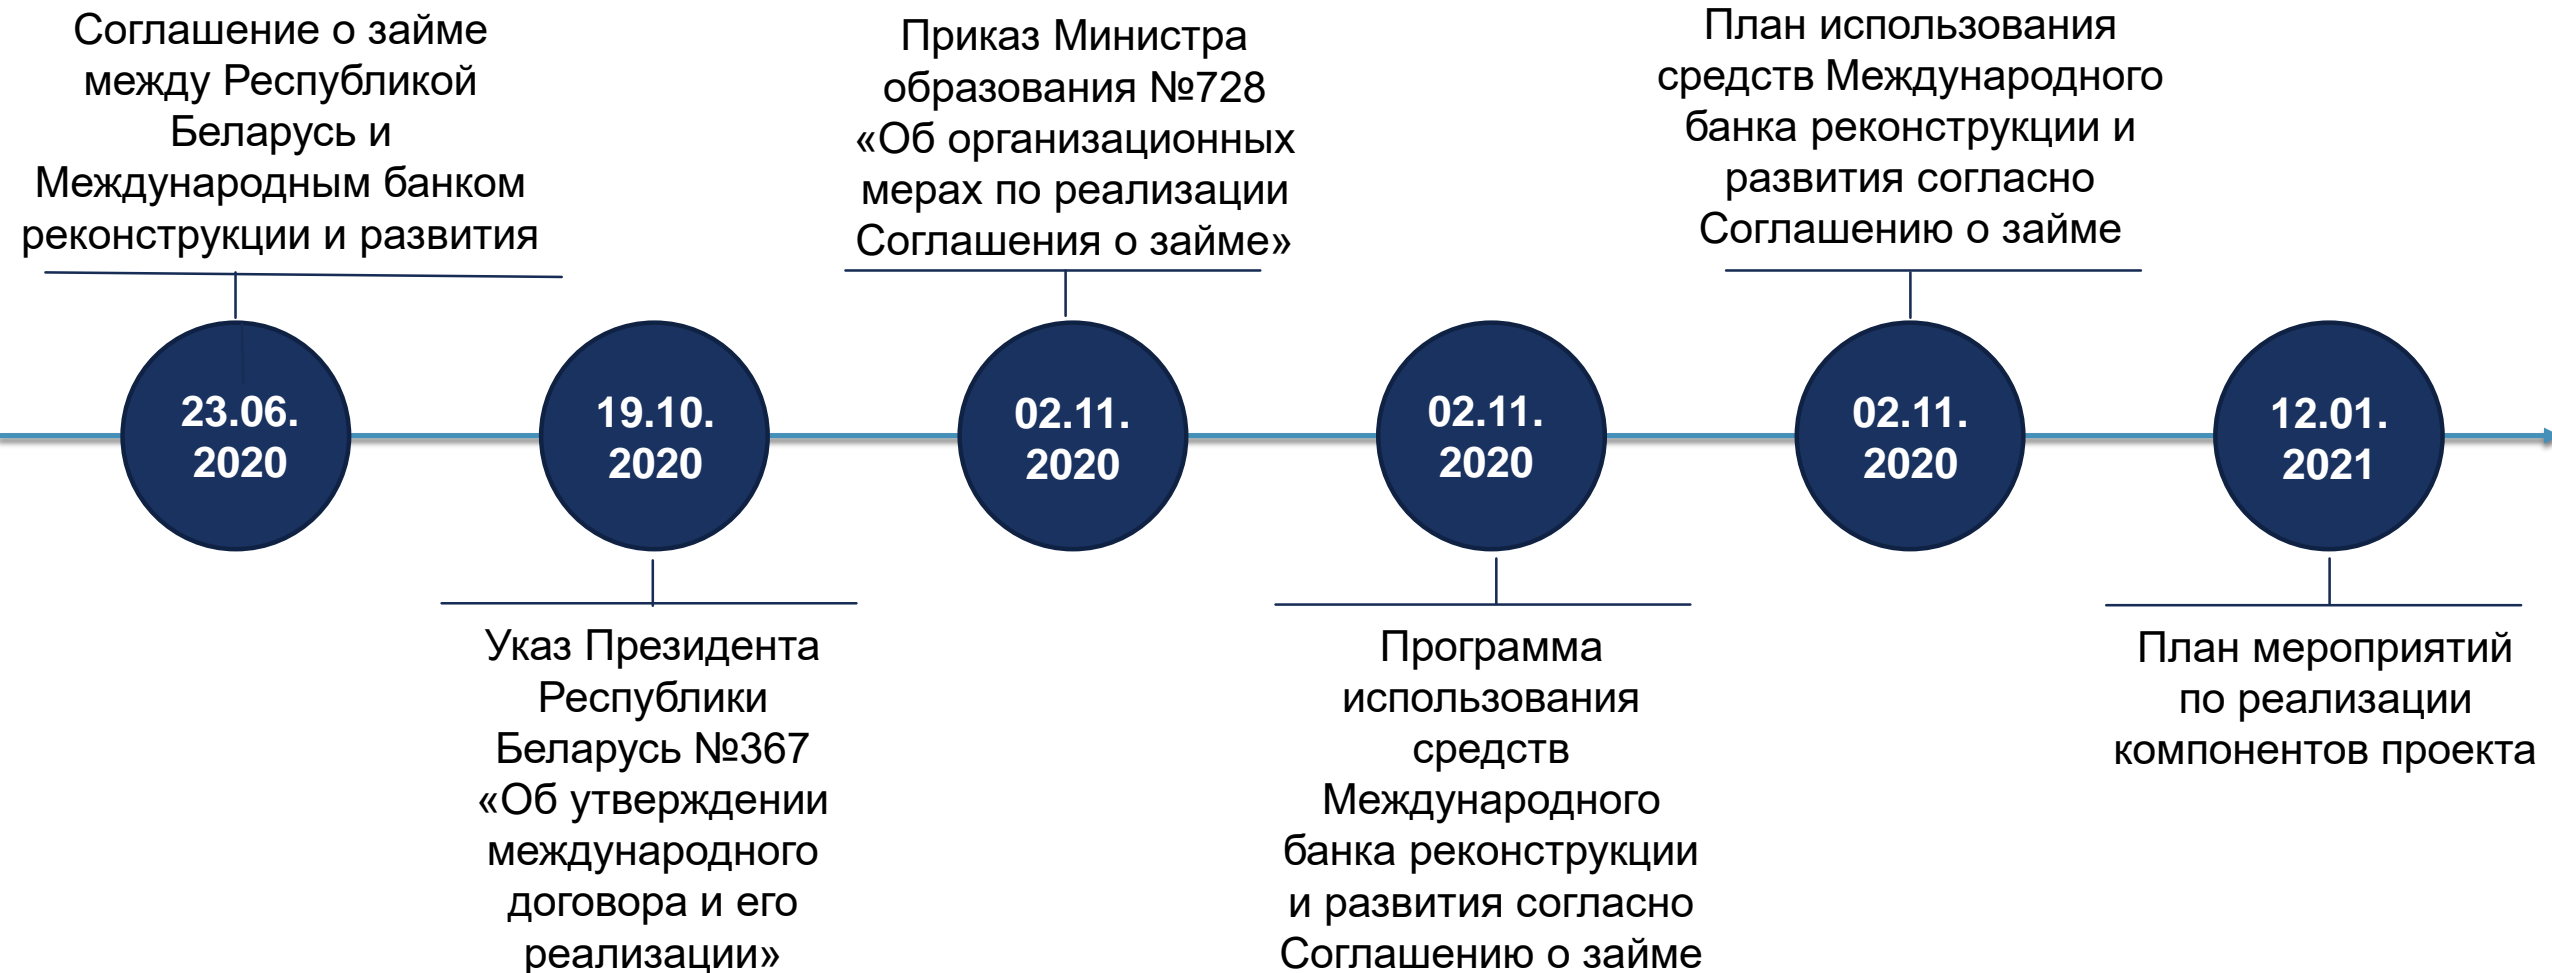 Соглашение о займе
между Республикой
Беларусь и
Международным банком
реконструкции и развития
23.06.
2020
19.10.
2020
Указ Президента
Республики
Беларусь №367
«Об утверждении
международного
договора и его
реализации»
Приказ Министра
образования №728
«Об организационных
мерах по реализации
Соглашения о займе»
02.11.
2020
02.11.
2020
Программа
использования
средств
Международного
банка реконструкции
и развития согласно
Соглашению о займе
План использования
средств Международного
банка реконструкции и
развития согласно
Соглашению о займе
02.11.
2020
12.01.
2021
План мероприятий
по реализации
компонентов проекта